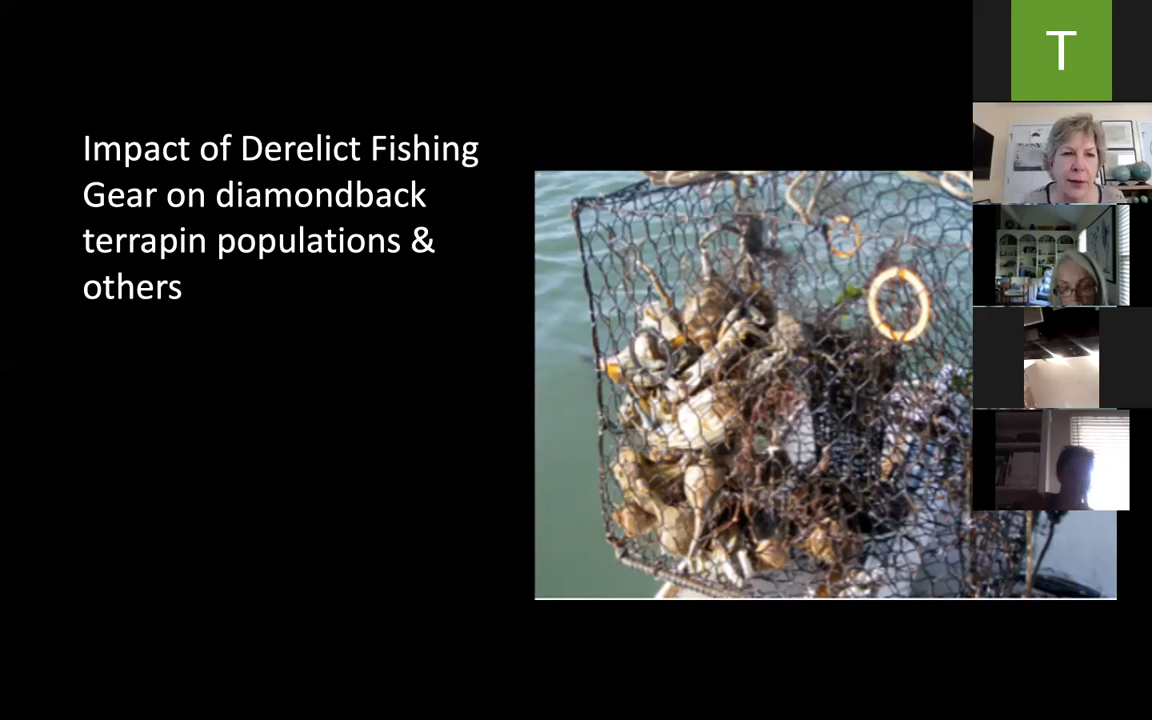 Impact of Derelict Fishing
Gear on diamondback
terrapin populations &
others
T